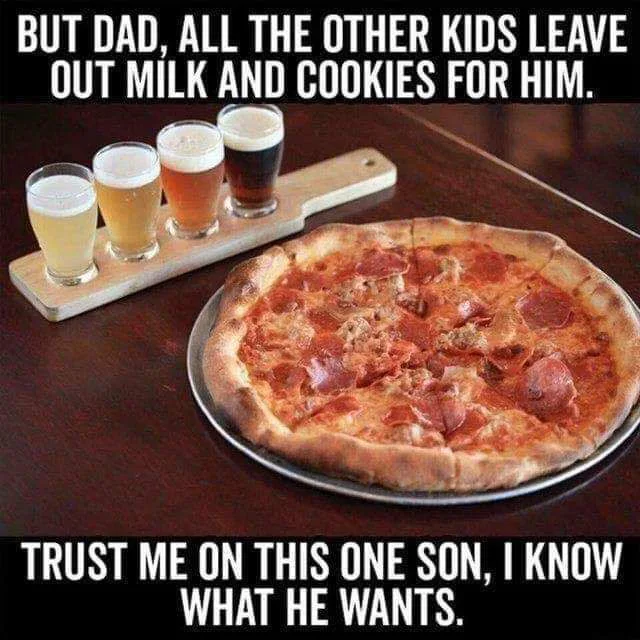 BUT DAD, ALL THE OTHER KIDS LEAVE
OUT MILK AND COOKIES FOR HIM.
TRUST ME ON THIS ONE SON, I KNOW
WHAT HE WANTS.